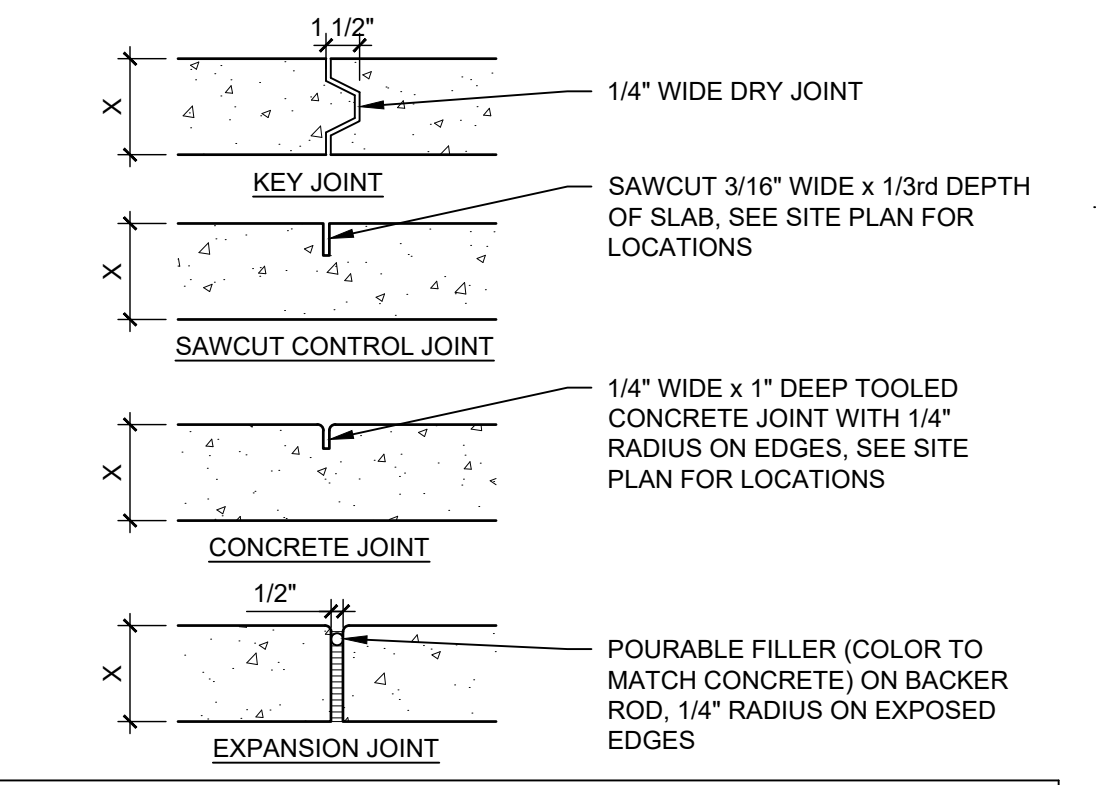 1 1/2"
X
1/4" WIDE DRY JOINT
KEY JOINT
SAWCUT 3/16" WIDE x 1/3rd DEPTH
OF SLAB, SEE SITE PLAN FOR
LOCATIONS
X
SAWCUT CONTROL JOINT
1/4" WIDE x 1" DEEP TOOLED
CONCRETE JOINT WITH 1/4"
RADIUS ON EDGES, SEE SITE
PLAN FOR LOCATIONS
X
CONCRETE JOINT
1/2"
X
POURABLE FILLER (COLOR TO
MATCH CONCRETE) ON BACKER
ROD, 1/4" RADIUS ON EXPOSED
EDGES
EXPANSION JOINT